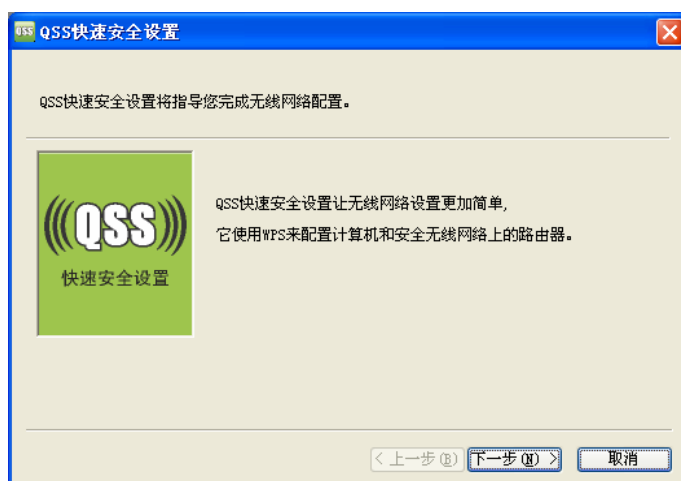 QSS QSS快速安全设置
QSS快速安全设置将指导您完成无线网络配置。
QSS快速安全设置让无线网络设置更加简单,
它使用WPS来配置计算机和安全无线网络上的路由器。
(((QSS)))
快速安全设置
< 上一步(B) 下一步(N) > 取消